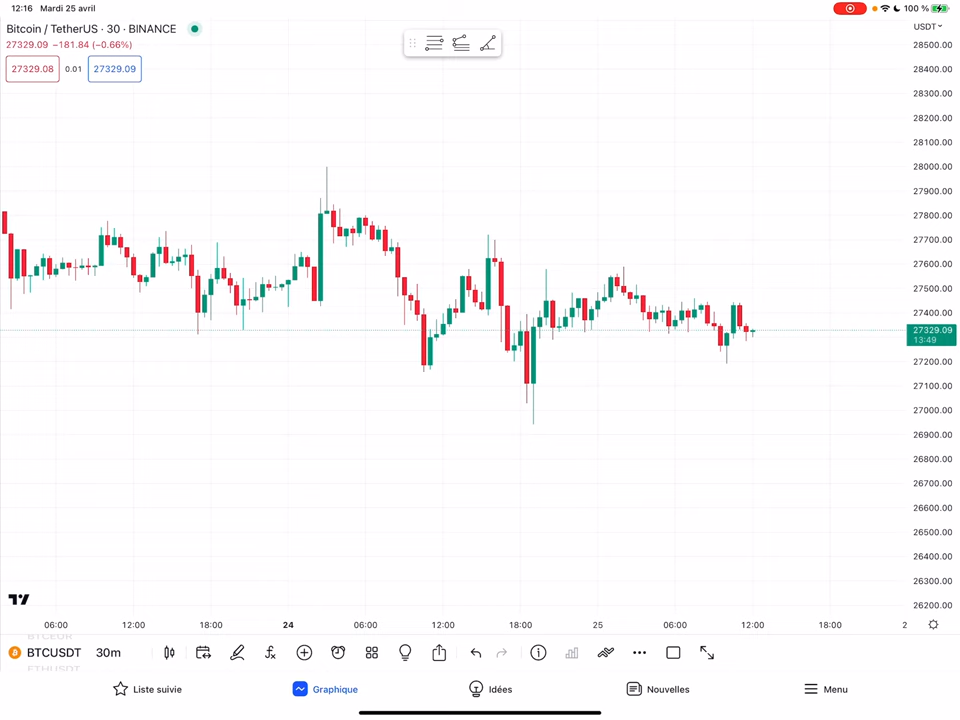 12:16 Mardi 25 avril
100 %
Bitcoin / TetherUS · 30 · BINANCE
27329.09 −181.84 (−0.66%)
27329.08 0.01 27329.09
USDT
28500.00
28400.00
28300.00
28200.00
28100.00
28000.00
27900.00
27800.00
27700.00
27600.00
27500.00
27400.00
27329.09
13:49
27200.00
27100.00
27000.00
26900.00
26800.00
26700.00
26600.00
26500.00
26400.00
26300.00
26200.00
06:00 12:00 18:00 24 06:00 12:00 18:00 25 06:00 12:00 18:00 2
BTCEUR
BTCUSDT 30m
ETHUSDT
Liste suivie Graphique Idées Nouvelles Menu